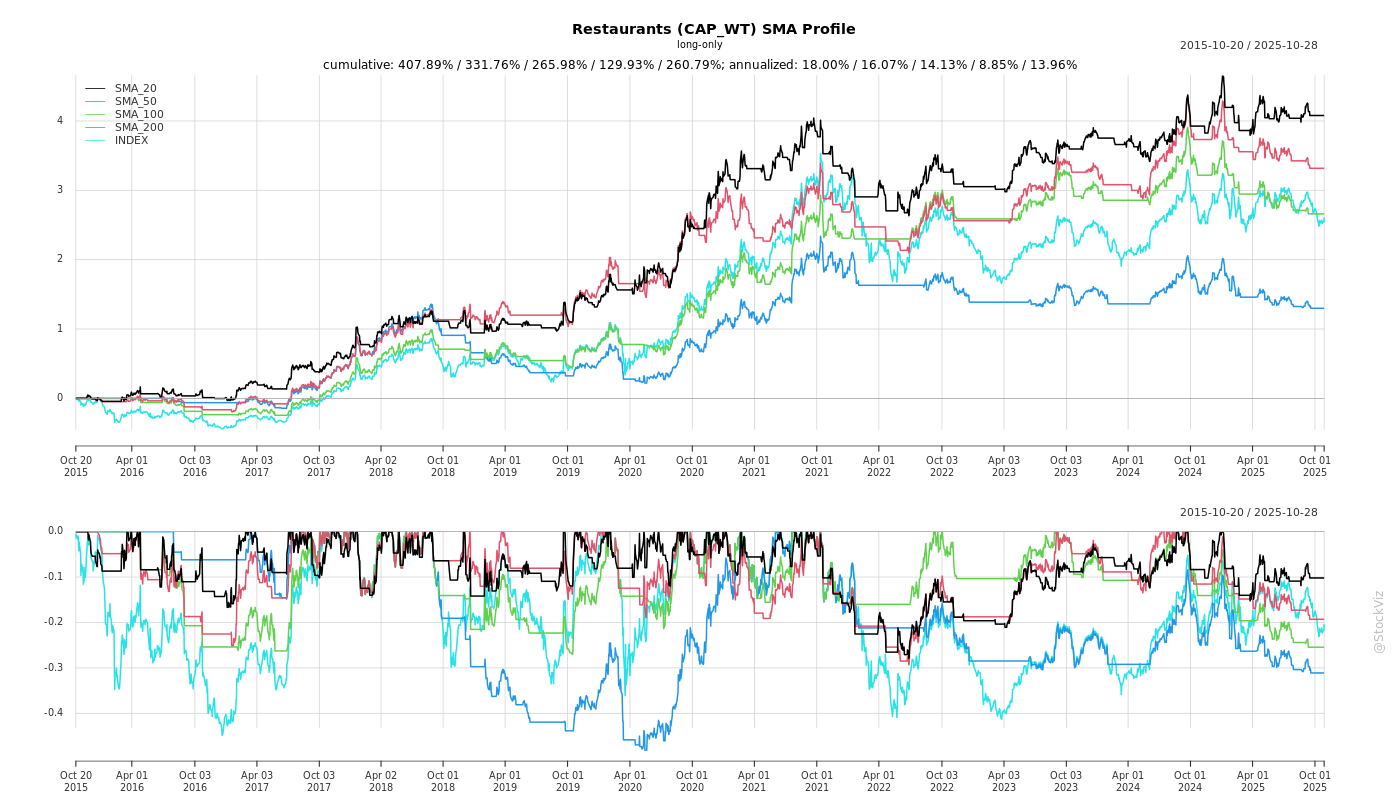 Restaurants (CAP_WT) SMA Profile
long-only
2015-10-20 / 2025-10-28
cumulative: 407.89% / 331.76% / 265.98% / 129.93% / 260.79%; annualized: 18.00% / 16.07% / 14.13% / 8.85% / 13.96%
SMA_20
SMA_50
SMA_100
SMA_200
INDEX
4
3
2
1
0
Oct 20 Apr 01 Oct 03 Apr 03 Oct 03 Apr 02 Oct 01 Apr 01 Oct 01 Apr 01 Oct 01 Apr 01 Oct 01 Apr 01 Oct 03 Apr 03 Oct 03 Apr 01 Oct 01 Apr 01 Oct 01
2015 2016 2016 2017 2017 2018 2018 2019 2019 2020 2020 2021 2021 2022 2022 2023 2023 2024 2024 2025 2025
2015-10-20 / 2025-10-28
0.0
-0.1
-0.2
-0.3
-0.4
Oct 20 Apr 01 Oct 03 Apr 03 Oct 03 Apr 02 Oct 01 Apr 01 Oct 01 Apr 01 Oct 01 Apr 01 Oct 01 Apr 01 Oct 03 Apr 03 Oct 03 Apr 01 Oct 01 Apr 01 Oct 01
2015 2016 2016 2017 2017 2018 2018 2019 2019 2020 2020 2021 2021 2022 2022 2023 2023 2024 2024 2025 2025
@StockViz